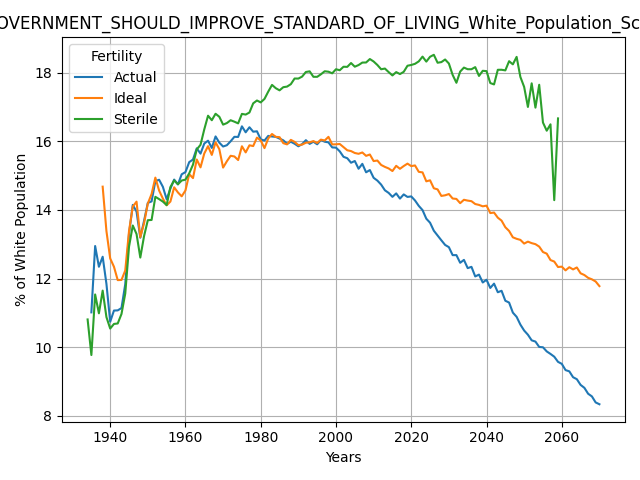 OVERNMENT_SHOULD_IMPROVE_STANDARD_OF_LIVING_White_Population_Sc
Fertility
Actual
Ideal
Sterile
% of White Population
18
16
14
12
10
8
1940 1960 1980 2000 2020 2040 2060
Years